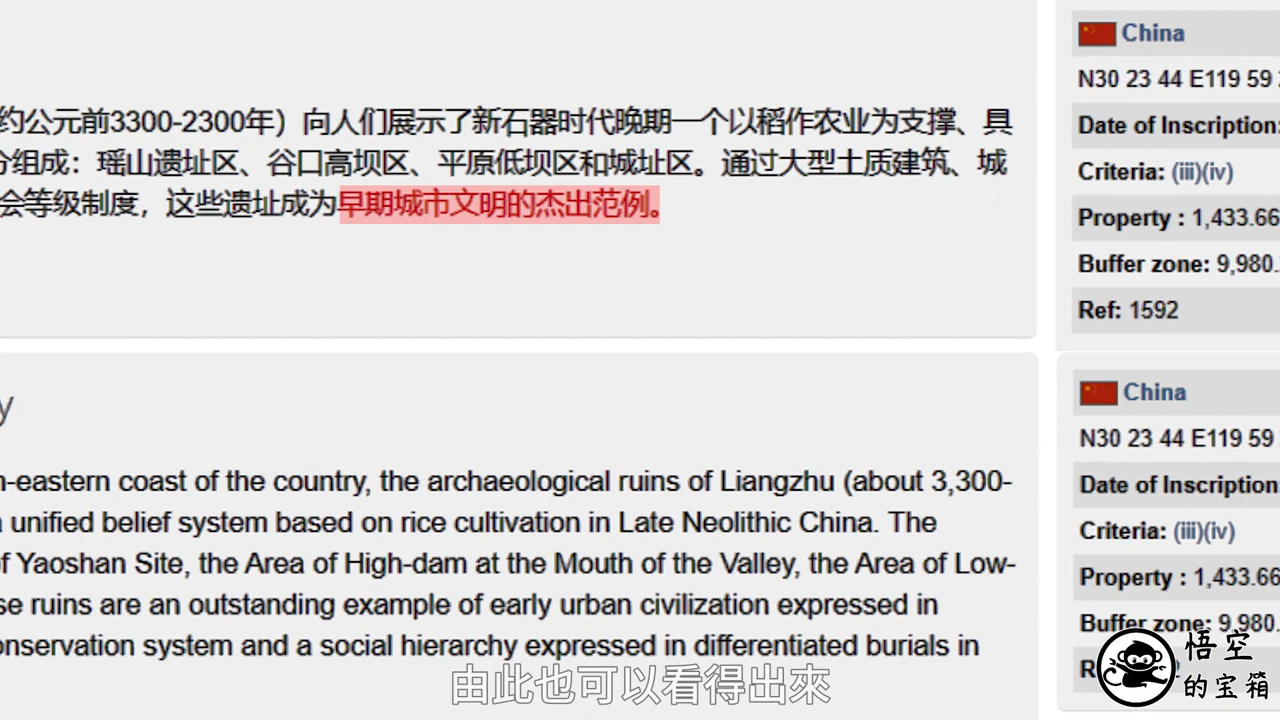 约公元前3300-2300年）向人们展示了新石器时代晚期一个以稻作农业为支撑、具
分组成：瑶山遗址区、谷口高坝区、平原低坝区和城址区。通过大型土质建筑、城
会等级制度，这些遗址成为早期城市文明的杰出范例。
China
N30 23 44 E119 59
Date of Inscription:
Criteria: (iii)(iv)
Property : 1,433.66
Buffer zone: 9,980.
Ref: 1592
y
n-eastern coast of the country, the archaeological ruins of Liangzhu (about 3,300-
unified belief system based on rice cultivation in Late Neolithic China. The
of Yaoshan Site, the Area of High-dam at the Mouth of the Valley, the Area of Low-
se ruins are an outstanding example of early urban civilization expressed in
onservation system and a social hierarchy expressed in differentiated burials in
China
N30 23 44 E119 59
Date of Inscription
Criteria: (iii)(iv)
Property : 1,433.66
Buffer zone: 9,980.
由此也可以看得出來
悟空
的宝箱